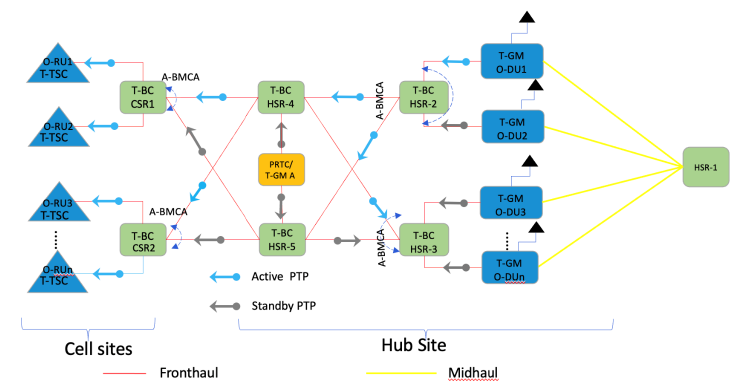 T-GM
O-DU1
O-RU1
T-TSC
A-BMCA
T-BC
CSR1
T-BC
HSR-4
A-BMCA
T-BC
HSR-2
O-RU2
T-TSC
T-GM
O-DU2
PRTC/
T-GM A
HSR-1
O-RU3
T-TSC
A-BMCA
T-GM
O-DU3
T-BC
CSR2
T-BC
HSR-5
A-BMCA
T-BC
HSR-3
O-RUn
T-TSC
T-GM
O-DUn
Active PTP
Standby PTP
Cell sites
Hub Site
Fronthaul
Midhaul